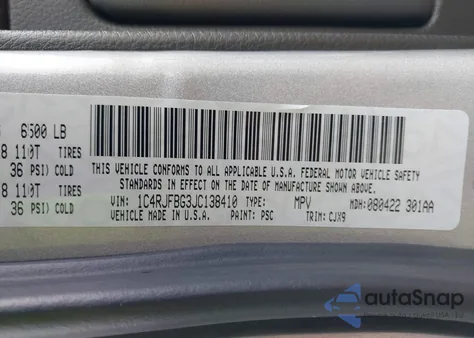 6500 LB
8 110T TIRES
36 PSI) COLD
8 110T TIRES
36 PSI) COLD
THIS VEHICLE CONFORMS TO ALL APPLICABLE U.S.A. FEDERAL MOTOR VEHICLE SAFETY
STANDARDS IN EFFECT ON THE DATE OF MANUFACTURE SHOWN ABOVE.
VIN: 1C4RJFBG3JC138410 TYPE: MPV MDH: 080422 301AA
VEHICLE MADE IN U.S.A. PAINT: PSC TRIM: CJX9
autoSnap